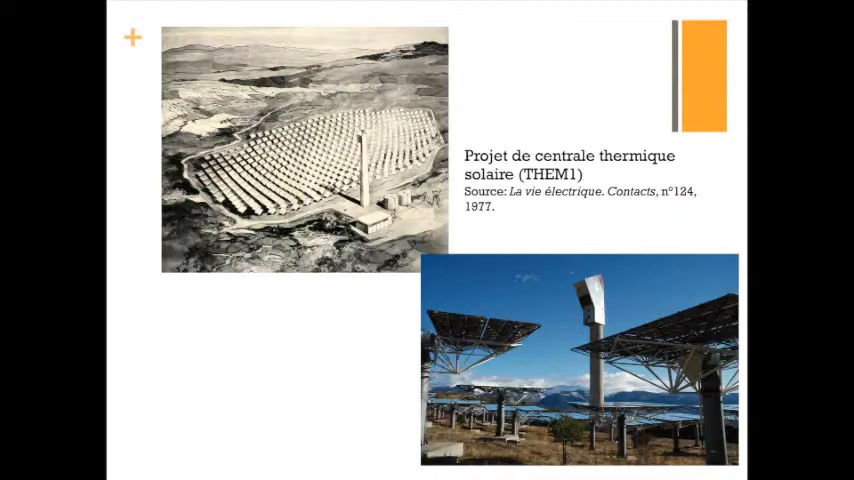 Projet de centrale thermique
solaire (THEM1)
Source: La vie électrique. Contacts, n°124,
1977.